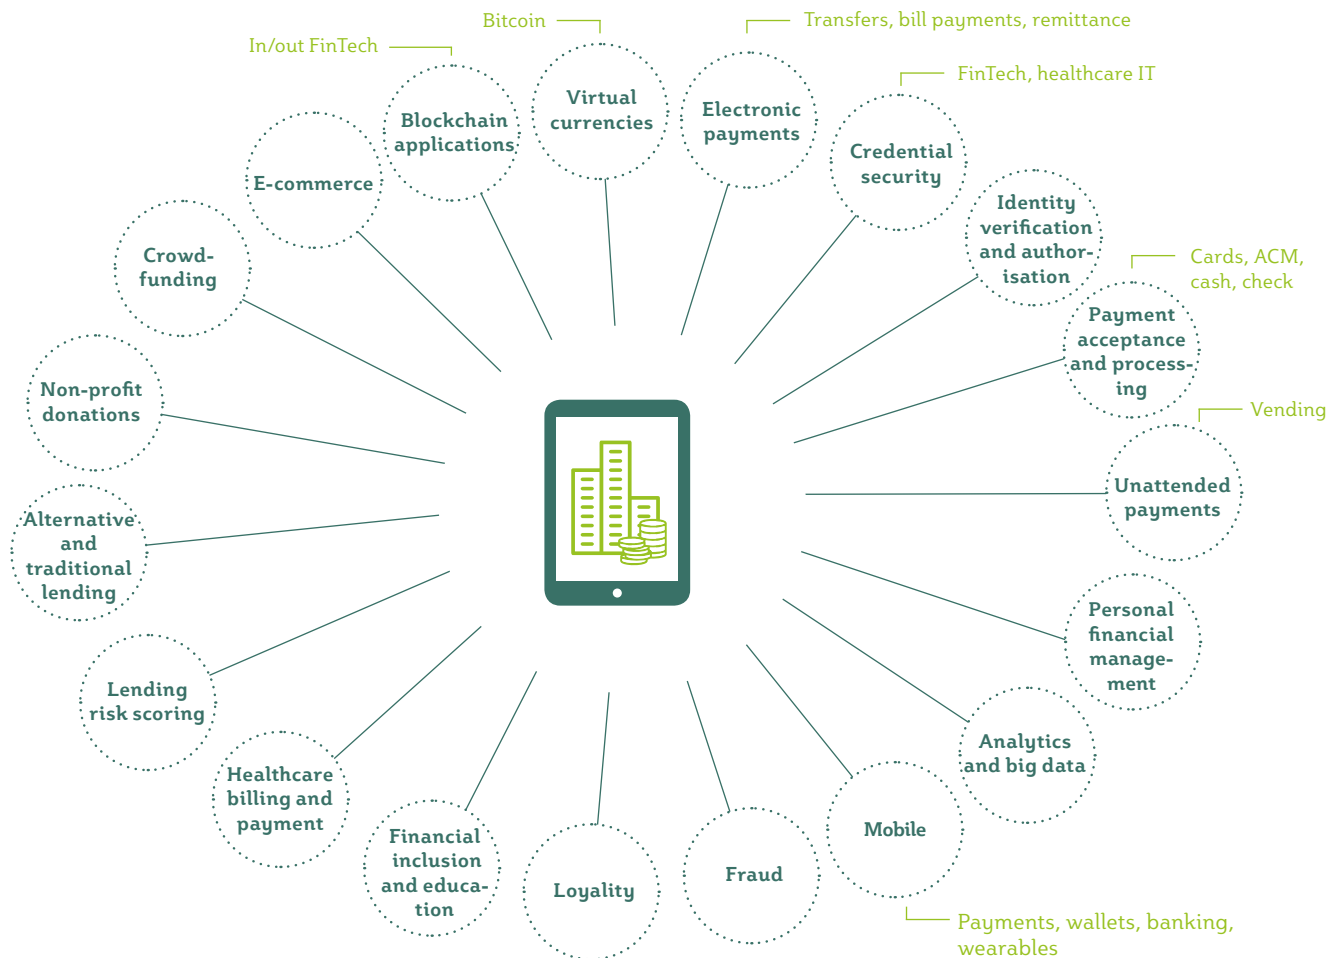 Bitcoin
Transfers, bill payments, remittance
In/out FinTech
FinTech, healthcare IT
Virtual
currencies
Electronic
payments
Blockchain
applications
Credential
security
E-commerce
Identity
verification
and author-
isation
Cards, ACM,
cash, check
Crowd-
funding
Payment
acceptance
and process-
ing
Non-profit
donations
Vending
Unattended
payments
Alternative
and
traditional
lending
Personal
financial
manage-
ment
Lending
risk scoring
Analytics
and big data
Healthcare
billing and
payment
Mobile
Financial
inclusion
and educa-
tion
Loyality
Fraud
Payments, wallets, banking,
wearables